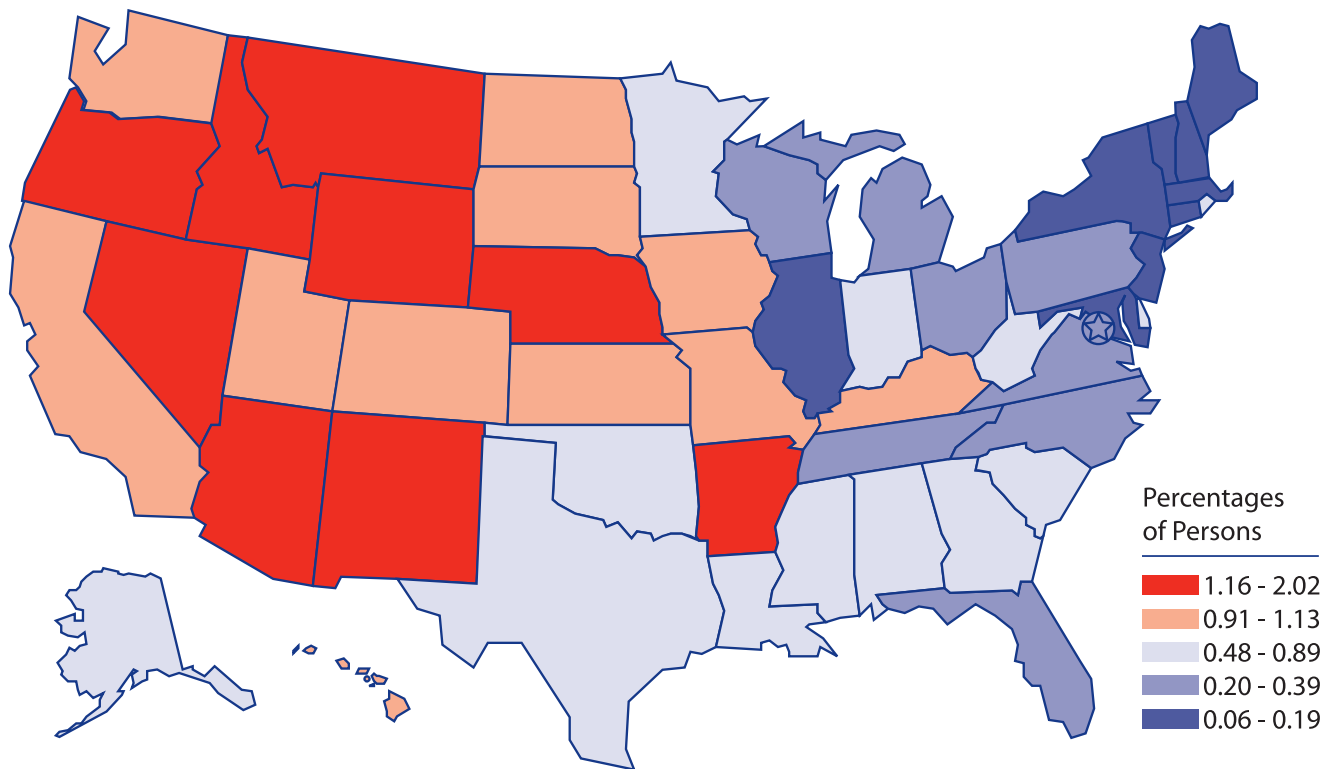 Percentages
of Persons
1.16 - 2.02
0.91 - 1.13
0.48 - 0.89
0.20 - 0.39
0.06 - 0.19